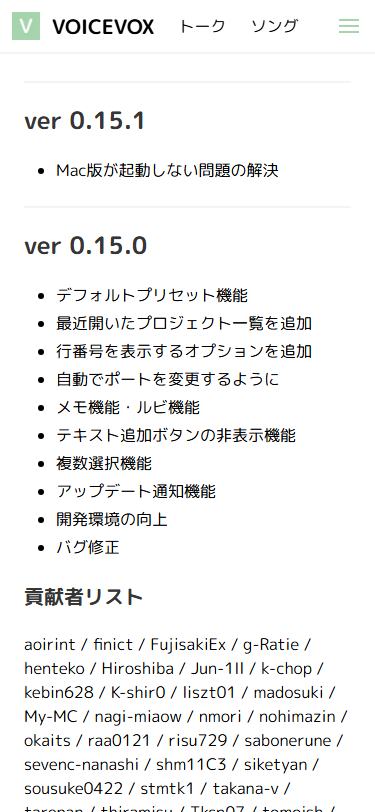 V VOICEVOX トーク ソング
ver 0.15.1
• Mac版が起動しない問題の解決
ver 0.15.0
• デフォルトプリセット機能
• 最近開いたプロジェクト一覧を追加
• 行番号を表示するオプションを追加
• 自動でポートを変更するように
• メモ機能・ルビ機能
• テキスト追加ボタンの非表示機能
• 複数選択機能
• アップデート通知機能
• 開発環境の向上
• バグ修正
貢献者リスト
aoirint / finict / FujisakiEx / g-Ratie /
henteko / Hiroshiba / Jun-1ll / k-chop /
kebin628 / K-shir0 / liszt01 / madosuki /
My-MC / nagi-miaow / nmori / nohimazin /
okaits / raa0121 / risu729 / sabonerune /
sevenc-nanashi / shm11C3 / siketyan /
sousuke0422 / stmtk1 / takana-v /
tarepan / thiramisu / Tksn07 / tomoish /